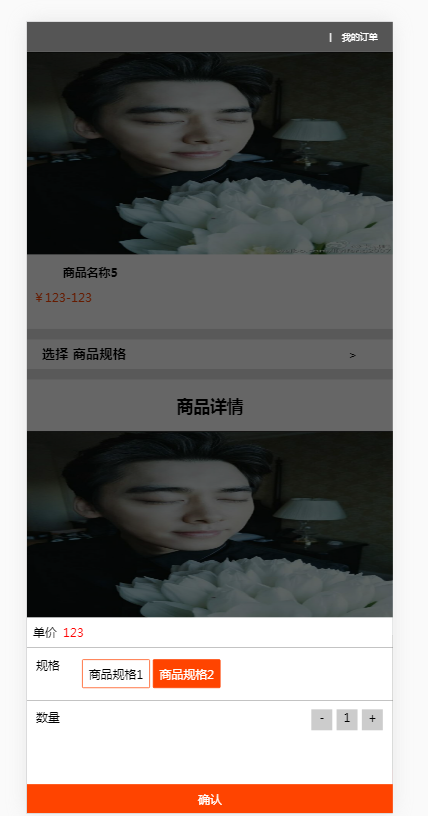 | 我的订单
商品名称5
￥123-123
选择 商品规格 >
商品详情
单价 123
规格 商品规格1 商品规格2
数量 - 1 +
确认